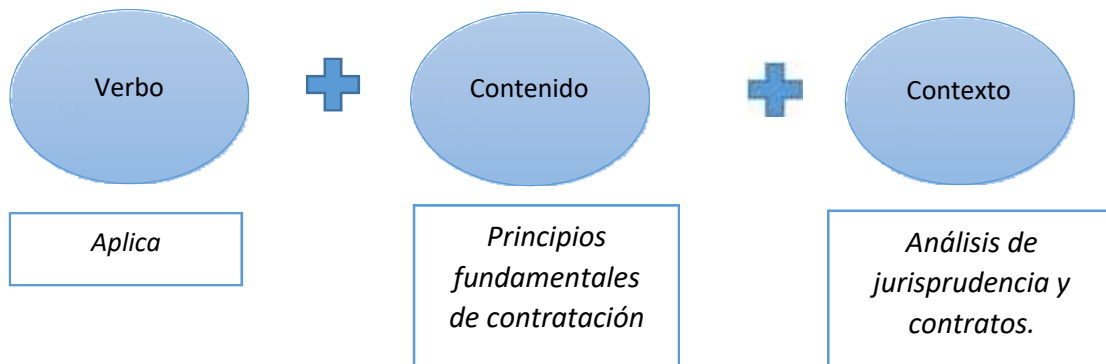 Verbo
Contenido
Contexto
Aplica
Principios
fundamentales
de contratación
Análisis de
jurisprudencia y
contratos.